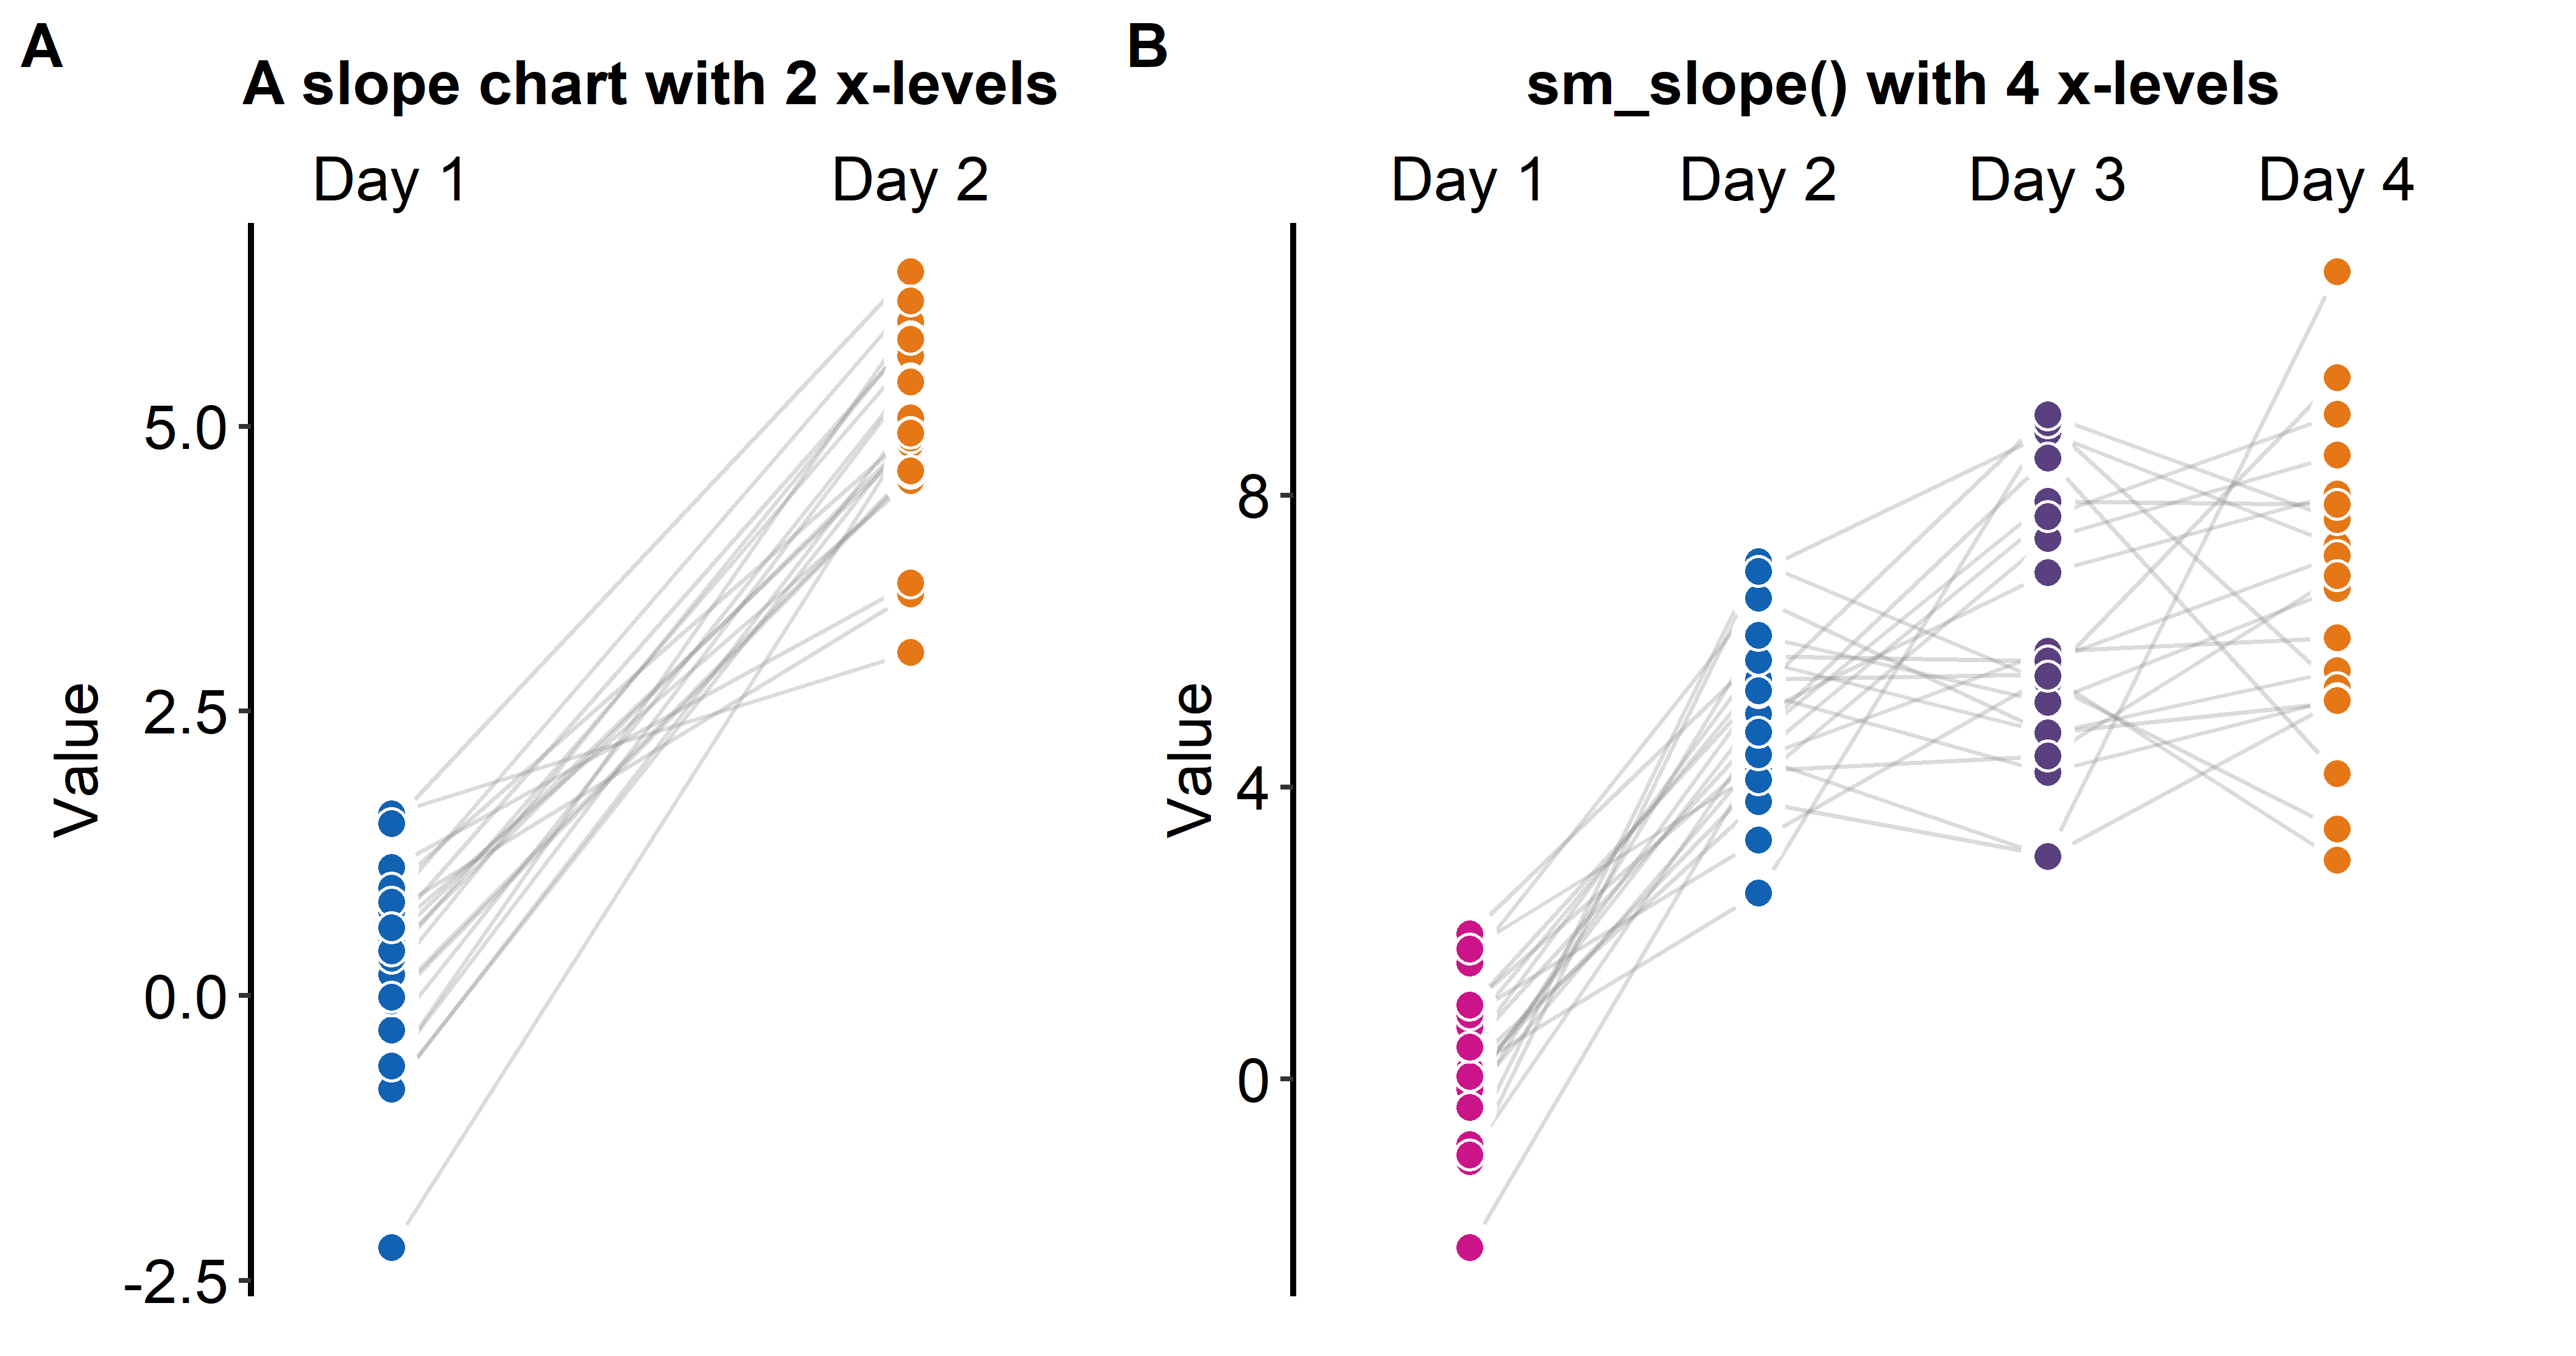 A
A slope chart with 2 x-levels
Day 1 Day 2
Value
5.0
2.5
0.0
-2.5
B
sm_slope() with 4 x-levels
Day 1 Day 2 Day 3 Day 4
Value
8
4
0